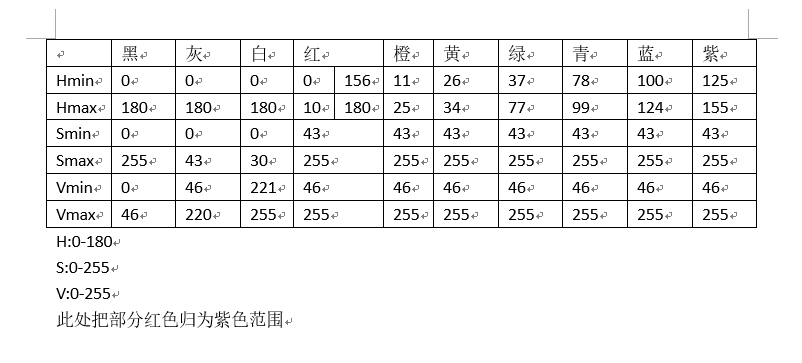 黑 灰 白 红 橙 黄 绿 青 蓝 紫
Hmin 0 0 0 0 156 11 26 37 78 100 125
Hmax 180 180 180 10 180 25 34 77 99 124 155
Smin 0 0 0 43 43 43 43 43 43 43
Smax 255 43 30 255 255 255 255 255 255 255
Vmin 0 46 221 46 46 46 46 46 46 46
Vmax 46 220 255 255 255 255 255 255 255 255
H:0-180
S:0-255
V:0-255
此处把部分红色归为紫色范围